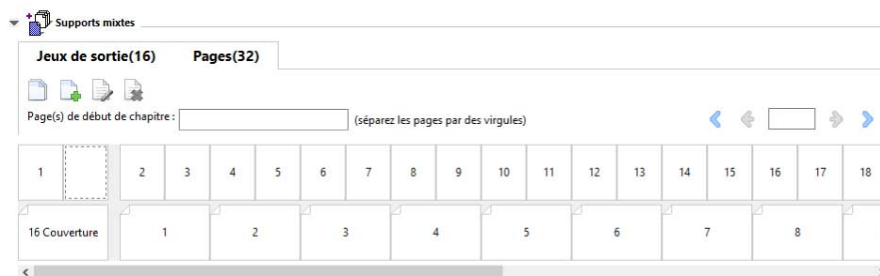 Supports mixtes
Jeux de sortie(16) Pages(32)
Page(s) de début de chapitre : (séparez les pages par des virgules)
1 2 3 4 5 6 7 8 9 10 11 12 13 14 15 16 17 18
16 Couverture 1 2 3 4 5 6 7 8